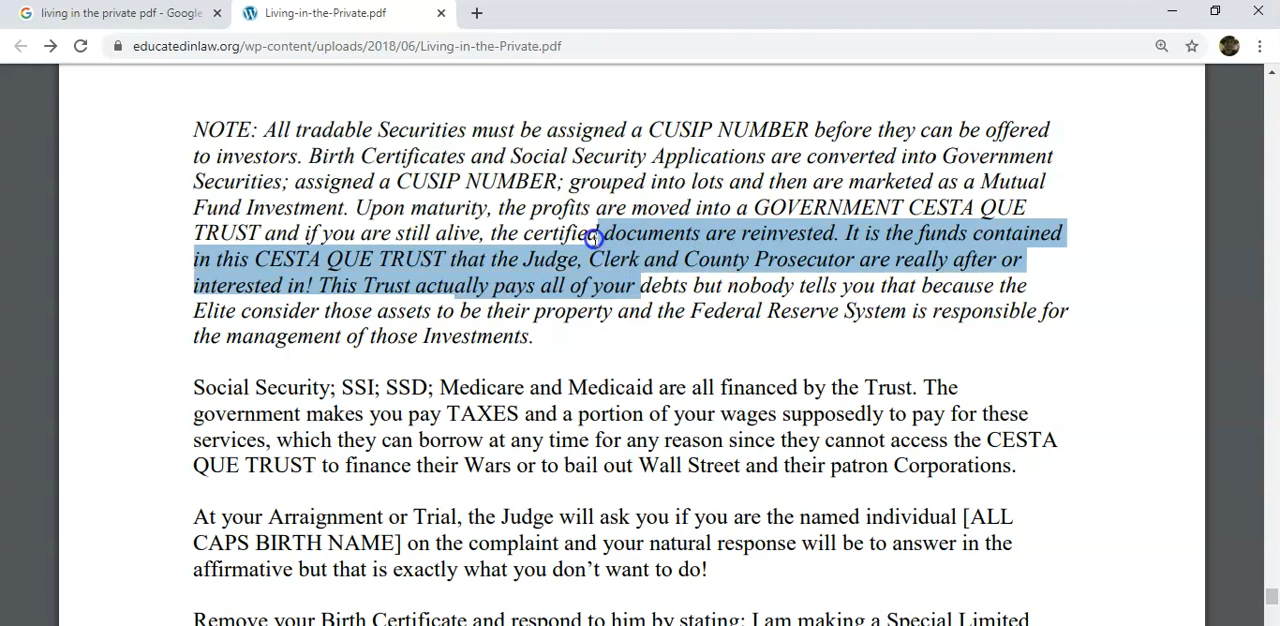 living in the private pdf - Google
Living-in-the-Private.pdf
educatedinlaw.org/wp-content/uploads/2018/06/Living-in-the-Private.pdf
NOTE: All tradable Securities must be assigned a CUSIP NUMBER before they can be offered
to investors. Birth Certificates and Social Security Applications are converted into Government
Securities; assigned a CUSIP NUMBER; grouped into lots and then are marketed as a Mutual
Fund Investment. Upon maturity, the profits are moved into a GOVERNMENT CESTA QUE
TRUST and if you are still alive, the certified documents are reinvested. It is the funds contained
in this CESTA QUE TRUST that the Judge, Clerk and County Prosecutor are really after or
interested in! This Trust actually pays all of your debts but nobody tells you that because the
Elite consider those assets to be their property and the Federal Reserve System is responsible for
the management of those Investments.
Social Security; SSI; SSD; Medicare and Medicaid are all financed by the Trust. The
government makes you pay TAXES and a portion of your wages supposedly to pay for these
services, which they can borrow at any time for any reason since they cannot access the CESTA
QUE TRUST to finance their Wars or to bail out Wall Street and their patron Corporations.
At your Arraignment or Trial, the Judge will ask you if you are the named individual [ALL
CAPS BIRTH NAME] on the complaint and your natural response will be to answer in the
affirmative but that is exactly what you don't want to do!
Remove your Birth Certificate and respond to him by stating: I am making a Special Limited